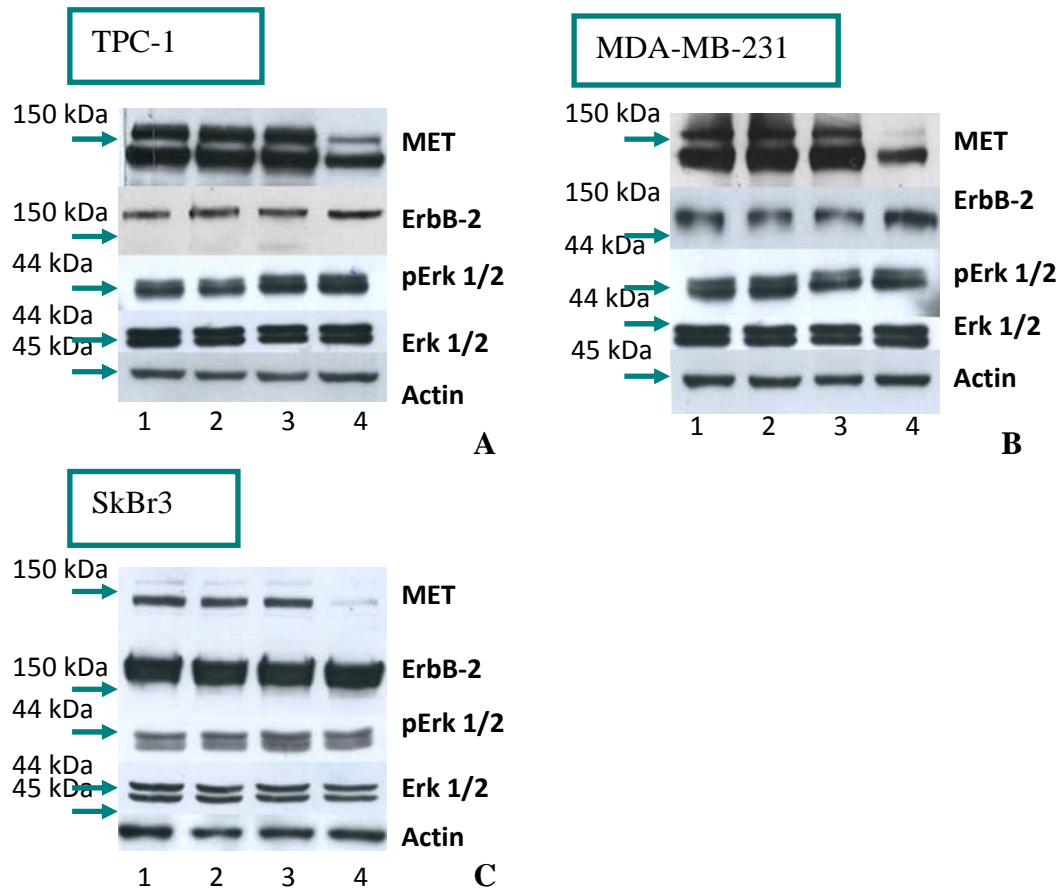 TPC-1
150 kDa
MET
150 kDa
ErbB-2
44 kDa
pErk 1/2
44 kDa
Erk 1/2
45 kDa
Actin
1 2 3 4
A
MDA-MB-231
150 kDa
MET
150 kDa
ErbB-2
44 kDa
pErk 1/2
44 kDa
Erk 1/2
45 kDa
Actin
1 2 3 4
B
SkBr3
150 kDa
MET
150 kDa
ErbB-2
44 kDa
pErk 1/2
44 kDa
45 kDa
Erk 1/2
Actin
1 2 3 4
C